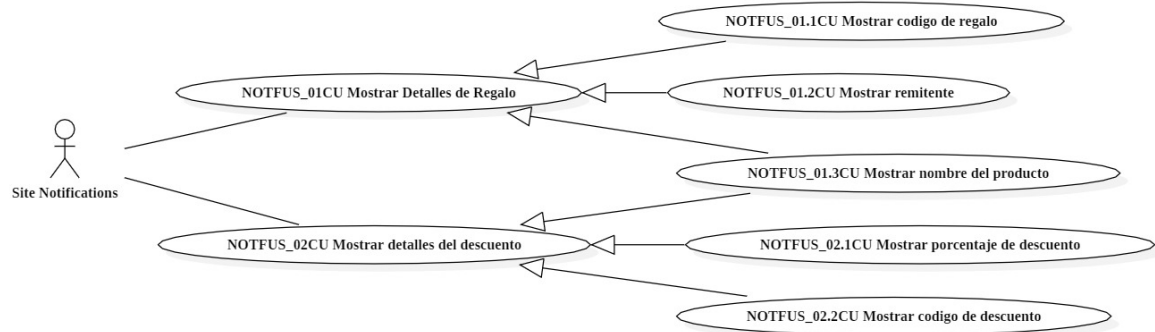 NOTFUS_01.1CU Mostrar codigo de regalo
NOTFUS_01CU Mostrar Detalles de Regalo
NOTFUS_01.2CU Mostrar remitente
Site Notifications
NOTFUS_01.3CU Mostrar nombre del producto
NOTFUS_02CU Mostrar detalles del descuento
NOTFUS_02.1CU Mostrar porcentaje de descuento
NOTFUS_02.2CU Mostrar codigo de descuento